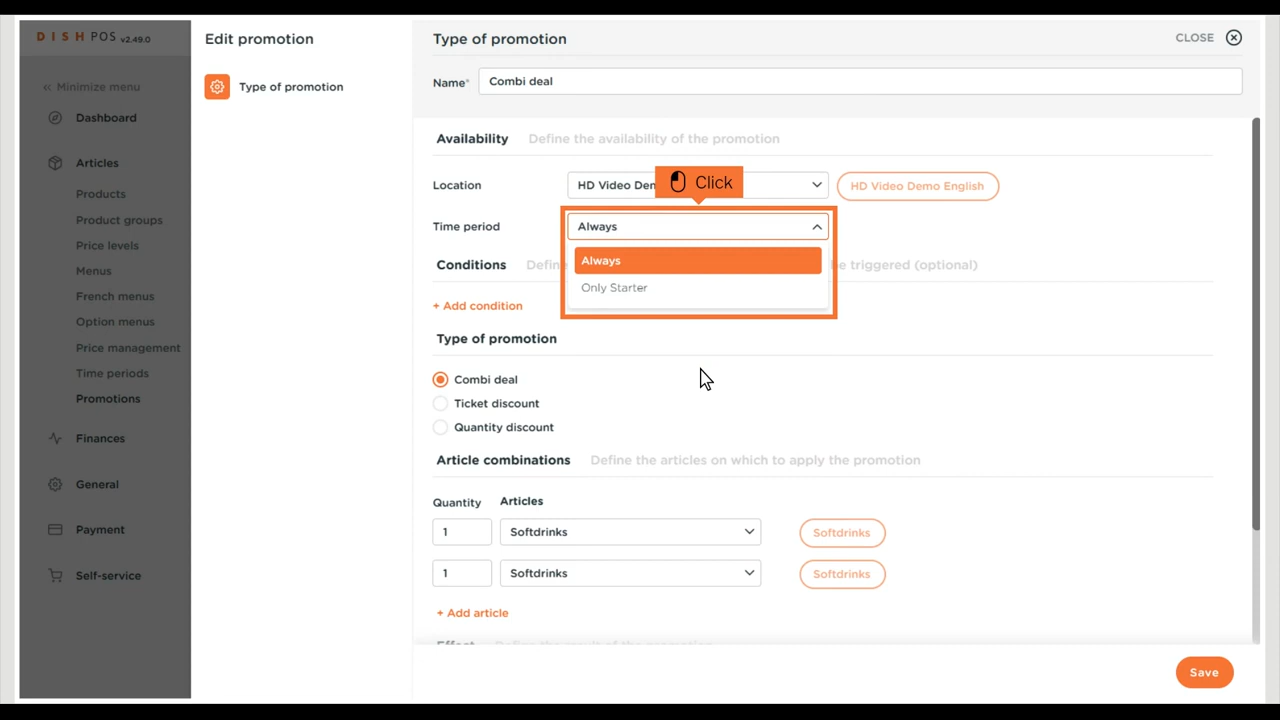 DISH POS v2.49.0
Edit promotion
Type of promotion
CLOSE
<< Minimize menu
Type of promotion
Name* Combi deal
Dashboard
Availability Define the availability of the promotion
Articles
Location HD Video Den Click HD Video Demo English
Products
Product groups
Time period Always
Price levels
Always
Conditions Defin be triggered (optional)
Menus
Only Starter
French menus
+ Add condition
Option menus
Type of promotion
Price management
Time periods
Combi deal
Promotions
Ticket discount
Quantity discount
Finances
Article combinations Define the articles on which to apply the promotion
General
Quantity Articles
Payment
1 Softdrinks Softdrinks
Self-service
1 Softdrinks Softdrinks
+ Add article
Save